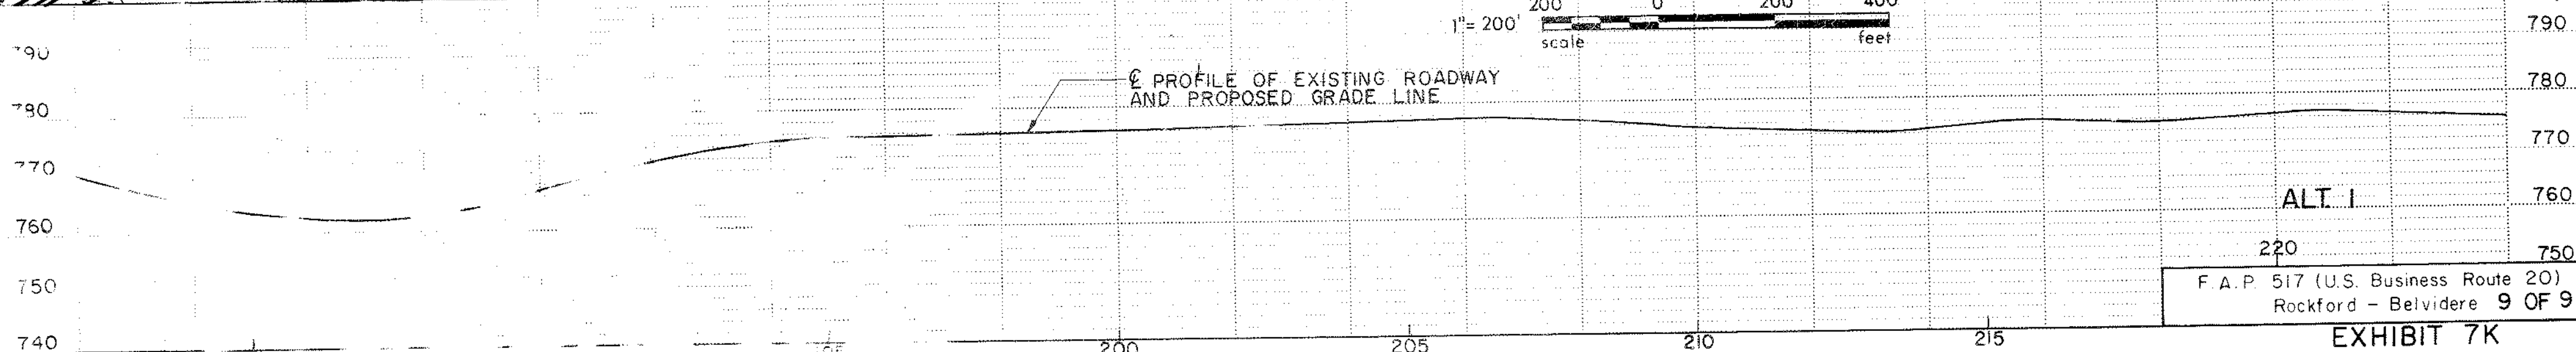 200 0 200 400
1"= 200'
scale feet
790 790
℄ PROFILE OF EXISTING ROADWAY
AND PROPOSED GRADE LINE
780 780
770 770
760 760
ALT. 1
220
750 750
F.A.P. 517 (U.S. Business Route 20)
Rockford - Belvidere 9 OF 9
740
200 205 210 215
EXHIBIT 7K